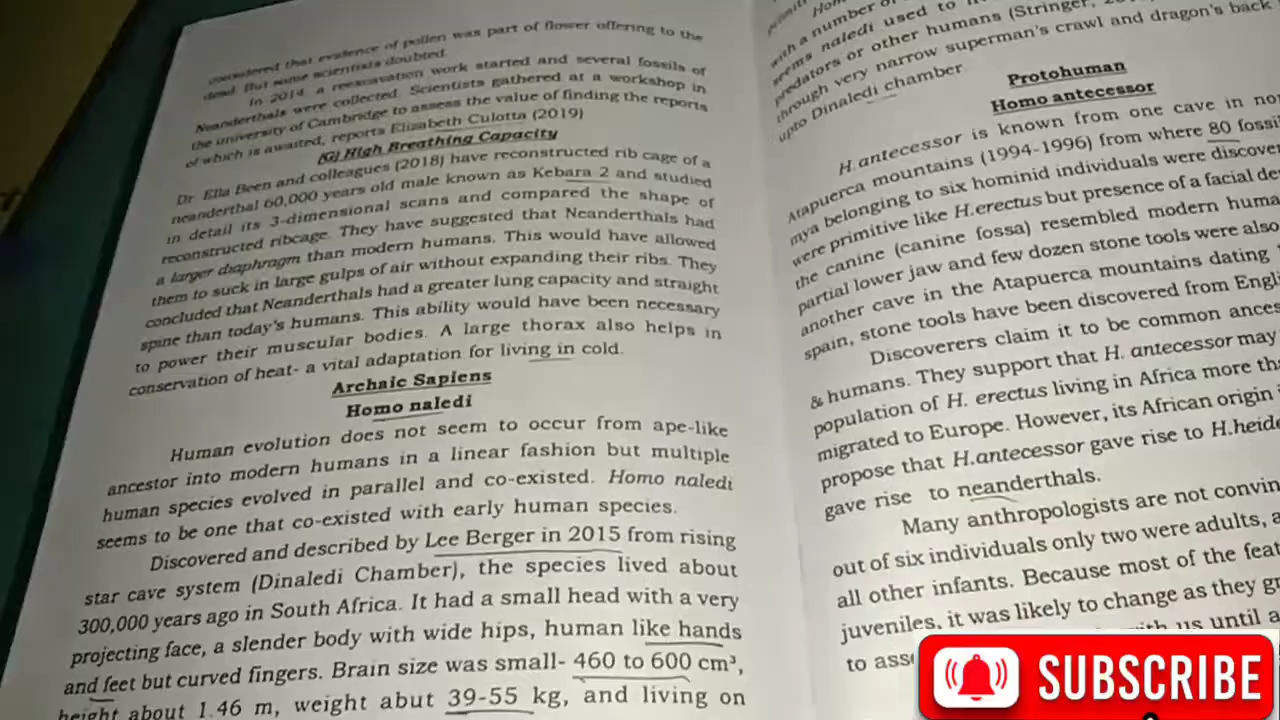 considered that evidence of pollen was part of flower offering to the
dead. But some scientists doubted.
In 2014, a reexcavation work started and several fossils of
Neanderthals were collected. Scientists gathered at a workshop in
the university of Cambridge to assess the value of finding the reports
of which is awaited, reports Elizabeth Culotta (2019)
(G) High Breathing Capacity
Dr. Ella Been and colleagues (2018) have reconstructed rib cage of a
neanderthal 60,000 years old male known as Kebara 2 and studied
in detail its 3-dimensional scans and compared the shape of
reconstructed ribcage. They have suggested that Neanderthals had
a larger diaphragm than modern humans. This would have allowed
them to suck in large gulps of air without expanding their ribs. They
concluded that Neanderthals had a greater lung capacity and straight
spine than today's humans. This ability would have been necessary
to power their muscular bodies. A large thorax also helps in
conservation of heat- a vital adaptation for living in cold.
Archaic Sapiens
Homo naledi
Human evolution does not seem to occur from ape-like
ancestor into modern humans in a linear fashion but multiple
human species evolved in parallel and co-existed. Homo naledi
seems to be one that co-existed with early human species.
Discovered and described by Lee Berger in 2015 from rising
star cave system (Dinaledi Chamber), the species lived about
300,000 years ago in South Africa. It had a small head with a very
projecting face, a slender body with wide hips, human like hands
and feet but curved fingers. Brain size was small- 460 to 600 cm³,
height about 1.46 m, weight abut 39-55 kg, and living on
with a number of
seems naledi used to
predators or other humans (Stringer,
through very narrow superman's crawl and dragon's back
upto Dinaledi chamber.
Protohuman
Homo antecessor
H.antecessor is known from one cave in
Atapuerca mountains (1994-1996) from where 80
mya belonging to six hominid individuals were
were primitive like H.erectus but presence of a facial
the canine (canine fossa) resembled modern
partial lower jaw and few dozen stone tools were also
another cave in the Atapuerca mountains dating
spain, stone tools have been discovered from
Discoverers claim it to be common
& humans. They support that H. antecessor may
population of H. erectus living in Africa more
migrated to Europe. However, its African origin
propose that H.antecessor gave rise to
gave rise to neanderthals.
Many anthropologists are not
out of six individuals only two were adults,
all other infants. Because most of the
juveniles, it was likely to change as they
with us until
to
SUBSCRIBE